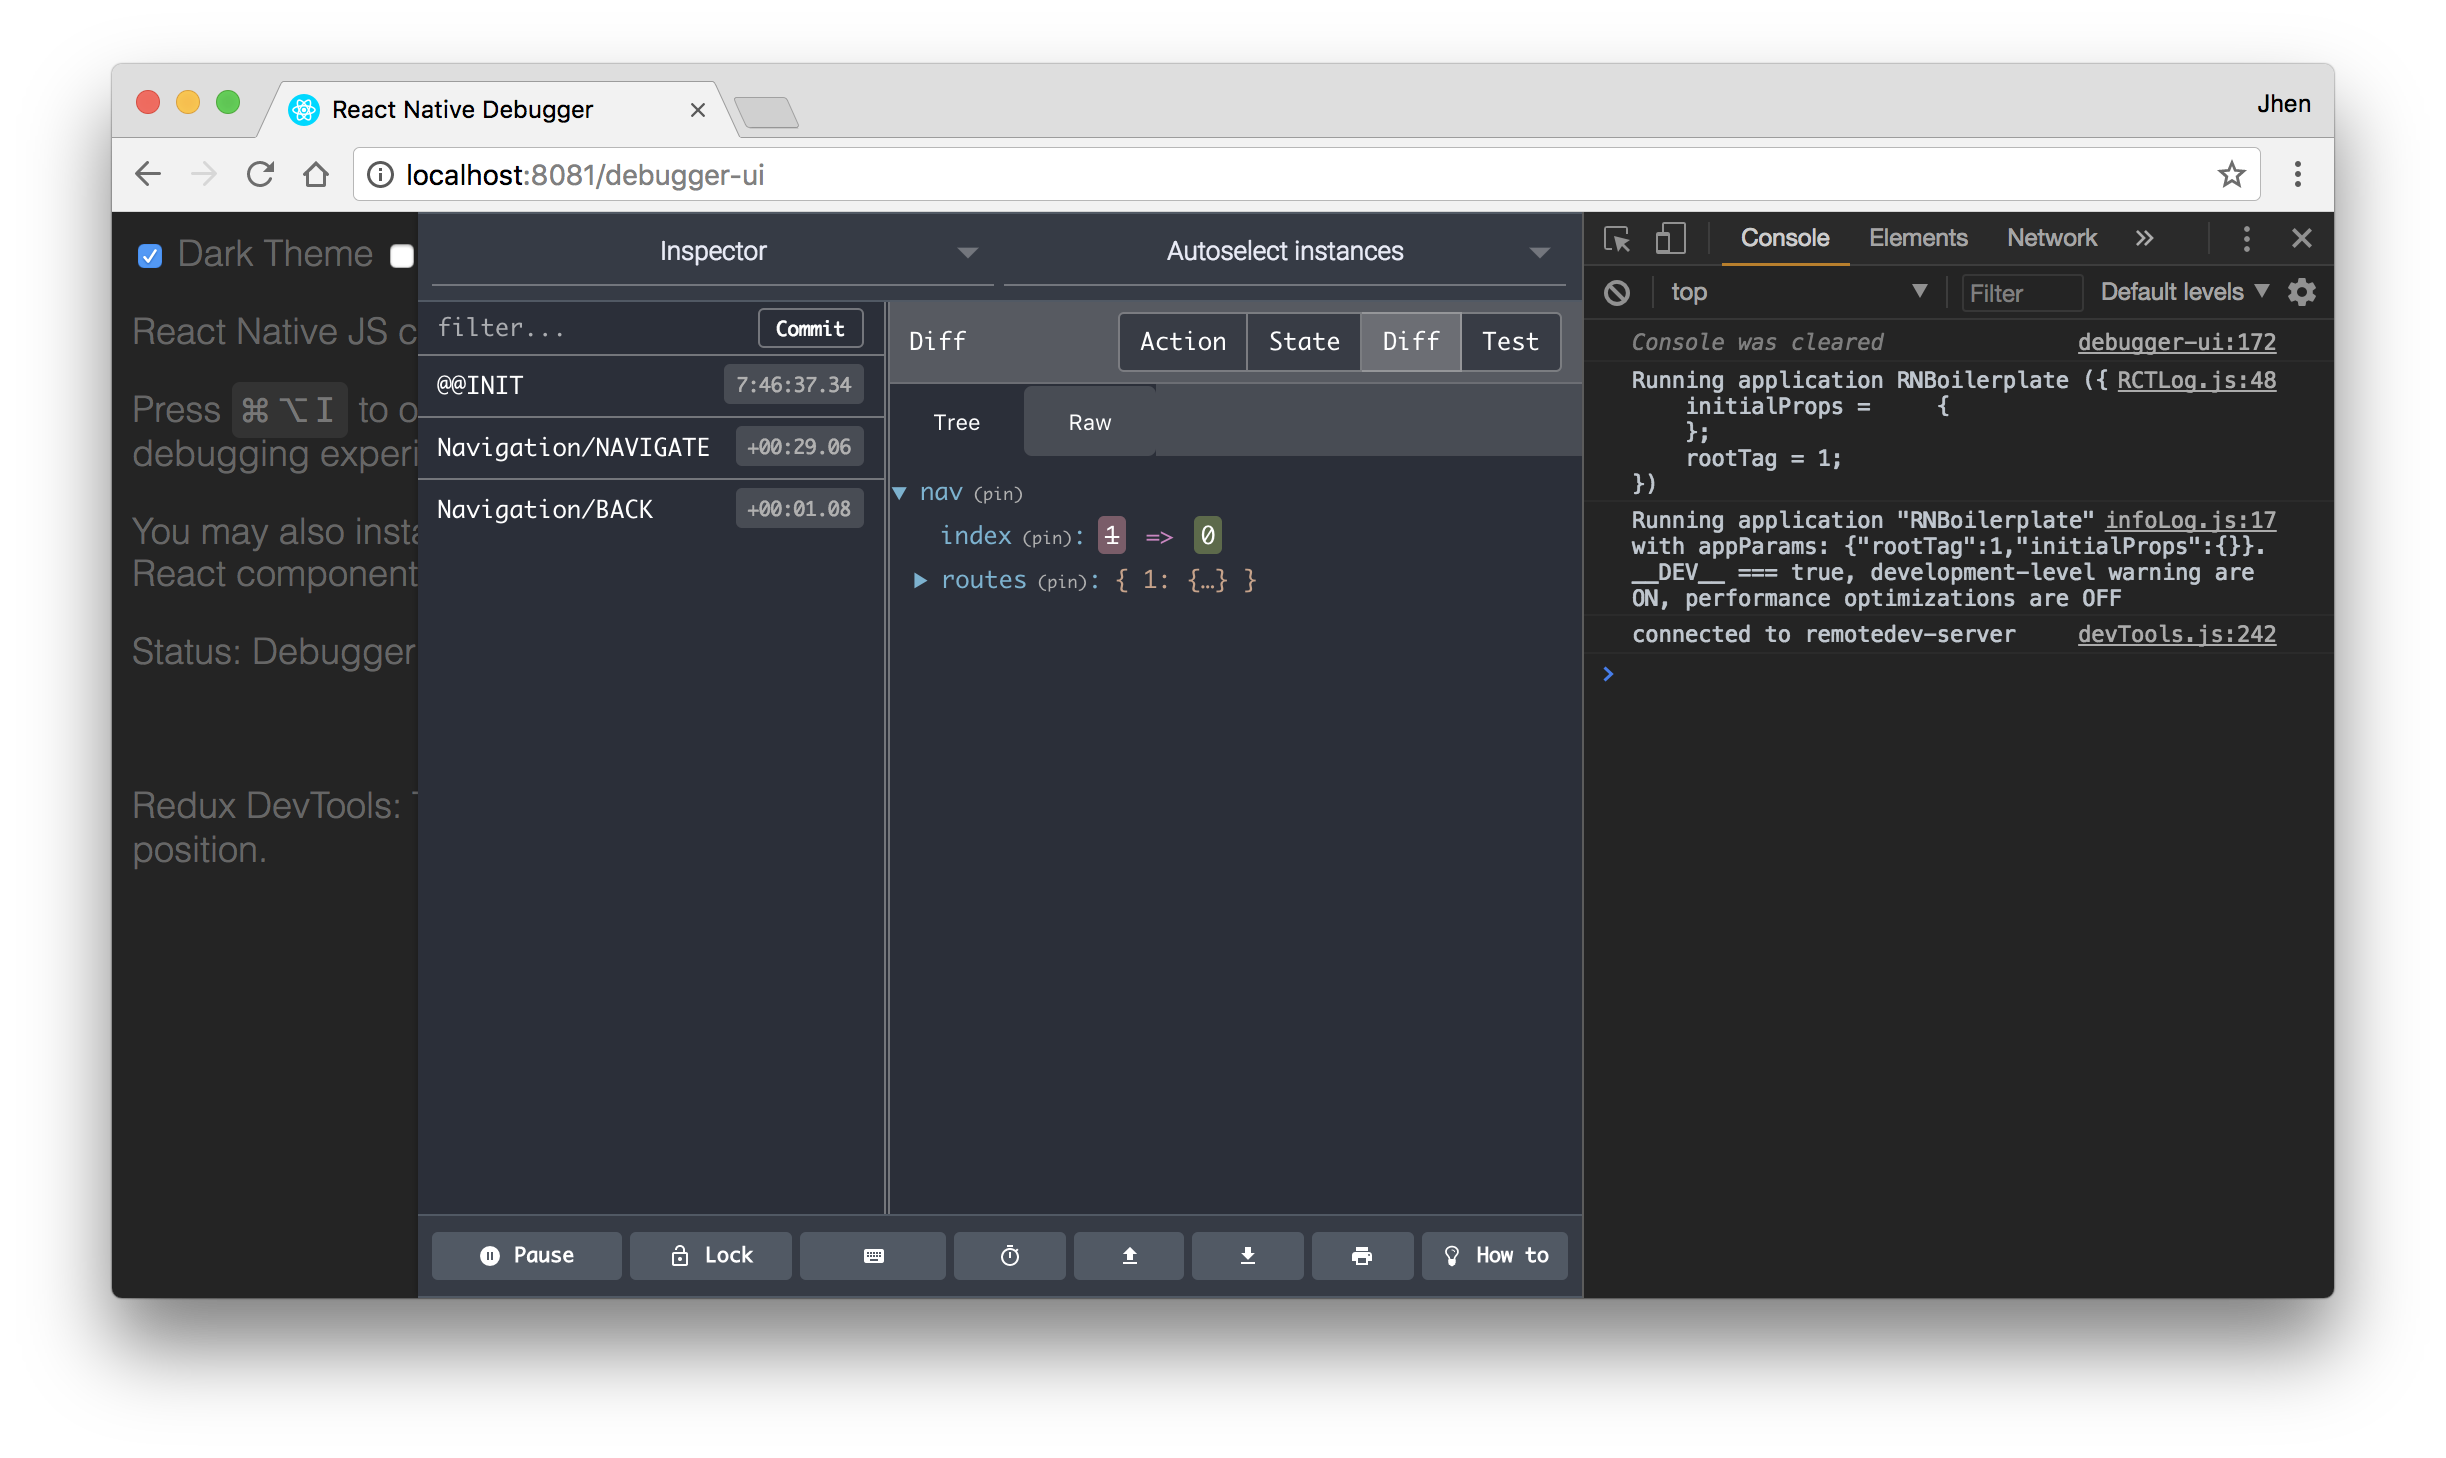 React Native Debugger
Jhen
localhost:8081/debugger-ui
Dark Theme
React Native JS c
Press ⌘⌥I to o
debugging experi
You may also insta
React component
Status: Debugger
Redux DevTools: T
position.
Inspector
Autoselect instances
filter...
Commit
@@INIT
7:46:37.34
Navigation/NAVIGATE
+00:29.06
Navigation/BACK
+00:01.08
Diff
Action
State
Diff
Test
Tree
Raw
nav (pin)
index (pin): 1 => 0
routes (pin): { 1: {…} }
Pause
Lock
How to
Console
Elements
Network
top
Filter
Default levels
Console was cleared debugger-ui:172
Running application RNBoilerplate ({ RCTLog.js:48
initialProps = {
};
rootTag = 1;
})
Running application "RNBoilerplate" infoLog.js:17
with appParams: {"rootTag":1,"initialProps":{}}.
__DEV__ === true, development-level warning are
ON, performance optimizations are OFF
connected to remotedev-server devTools.js:242